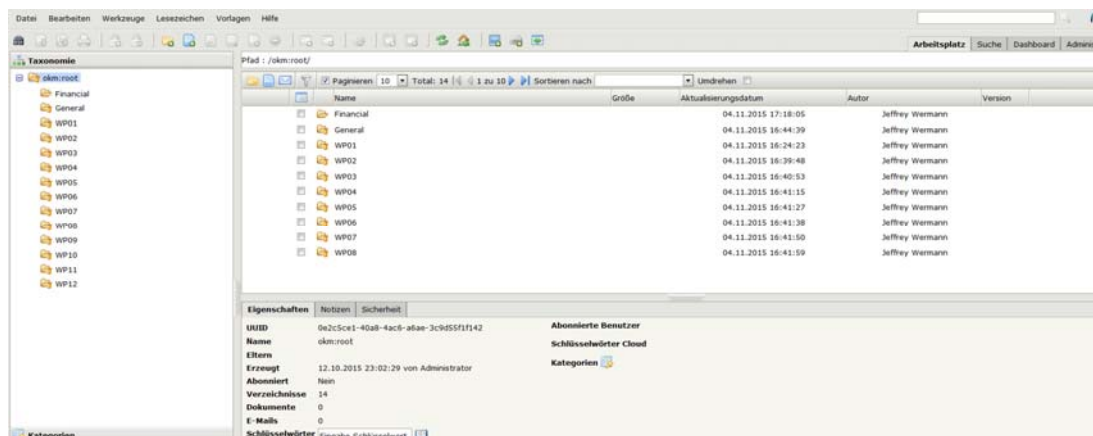 Datei Bearbeiten Werkzeuge Lesezeichen Vorlagen Hilfe
Arbeitsplatz Suche Dashboard Adminis
Taxonomie
okm:root
Financial
General
WP01
WP02
WP03
WP04
WP05
WP06
WP07
WP08
WP09
WP10
WP11
WP12
Kategorien
Pfad : /okm:root/
Paginieren 10 Total: 14 1 zu 10 Sortieren nach Umdrehen
Name Größe Aktualisierungsdatum Autor Version
Financial 04.11.2015 17:18:05 Jeffrey Wermann
General 04.11.2015 16:44:39 Jeffrey Wermann
WP01 04.11.2015 16:24:23 Jeffrey Wermann
WP02 04.11.2015 16:39:48 Jeffrey Wermann
WP03 04.11.2015 16:40:53 Jeffrey Wermann
WP04 04.11.2015 16:41:15 Jeffrey Wermann
WP05 04.11.2015 16:41:27 Jeffrey Wermann
WP06 04.11.2015 16:41:38 Jeffrey Wermann
WP07 04.11.2015 16:41:50 Jeffrey Wermann
WP08 04.11.2015 16:41:59 Jeffrey Wermann
Eigenschaften Notizen Sicherheit
UUID 0e2c5ce1-40a8-4ac6-a6ae-3c9d55f1f142
Name okm:root
Eltern
Erzeugt 12.10.2015 23:02:29 von Administrator
Abonniert Nein
Verzeichnisse 14
Dokumente 0
E-Mails 0
Schlüsselwörter Eingabe Schlüsselwort
Abonnierte Benutzer
Schlüsselwörter Cloud
Kategorien